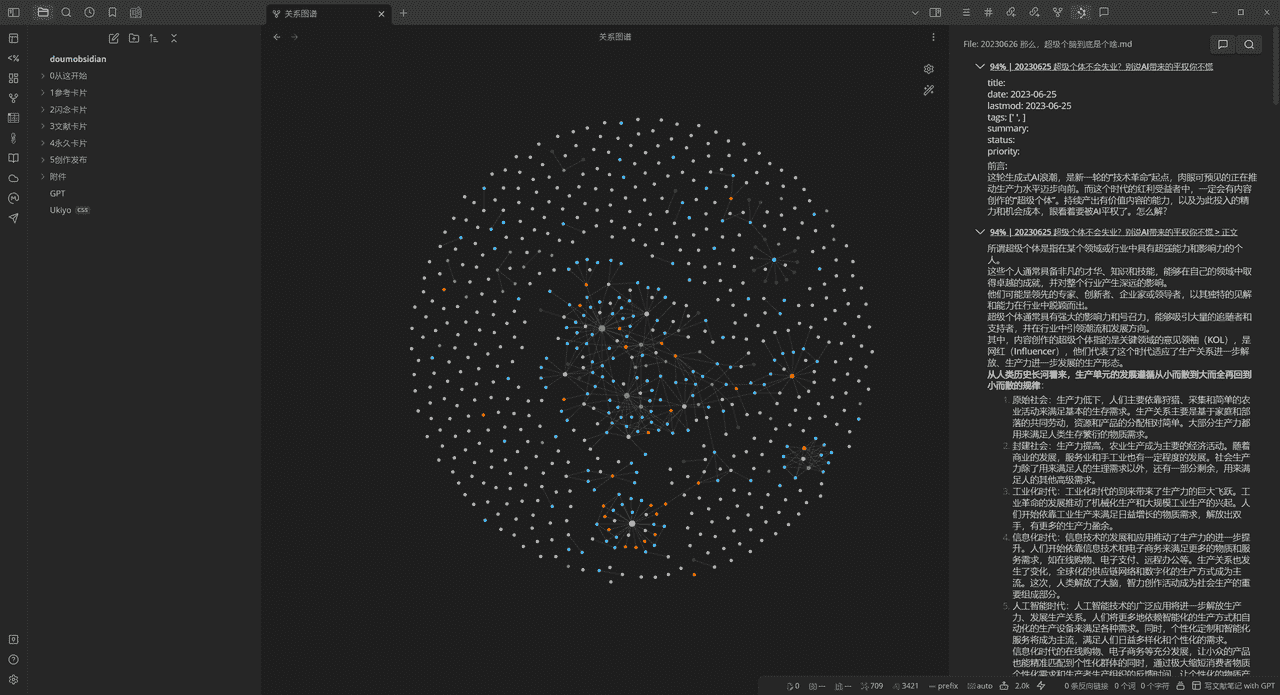 关系图谱
关系图谱
doumobsidian
0从这开始
1参考卡片
2闪念卡片
3文献卡片
4永久卡片
5创作发布
附件
GPT
Ukiyo CSS
File: 20230626 那么，超级个脑到底是个啥.md
94% | 20230625 超级个体不会失业？别说AI带来的平权你不慌
title:
date: 2023-06-25
lastmod: 2023-06-25
tags: [' ', ]
summary:
status:
priority:
前言:
这轮生成式AI浪潮，是新一轮的"技术革命"起点，肉眼可预见的正在推
动生产力水平迈步向前。而这个时代的红利受益者中，一定会有内容
创作的"超级个体"。持续产出有价值内容的能力，以及为此投入的精
力和机会成本，眼看着要被AI平权了。怎么解？
94% | 20230625 超级个体不会失业？别说AI带来的平权你不慌 > 正文
所谓超级个体是指在某个领域或行业中具有超强能力和影响力的个
人。
这些个人通常具备非凡的才华、知识和技能，能够在自己的领域中取
得卓越的成就，并对整个行业产生深远的影响。
他们可能是领先的专家、创新者、企业家或领导者，以其独特的见解
和能力在行业中脱颖而出。
超级个体通常具有强大的影响力和号召力，能够吸引大量的追随者和
支持者，并在行业中引领潮流和发展方向。
其中，内容创作的超级个体指的是关键领域的意见领袖（KOL），是
网红（Influencer），他们代表了这个时代适应了生产关系进一步解
放、生产力进一步发展的生产形态。
从人类历史长河看来，生产单元的发展遵循从小而散到大而全再回到
小而散的规律：
1. 原始社会：生产力低下，人们主要依靠狩猎、采集和简单的农
业活动来满足基本的生存需求。生产关系主要是基于家庭和部
落的共同劳动，资源和产品的分配相对简单。大部分生产力都
用来满足人类生存繁衍的物质需求。
2. 封建社会：生产力提高，农业生产成为主要的经济活动。随着
商业的发展，服务业和手工业也有一定程度的发展。社会生产
力除了用来满足人的生理需求以外，还有一部分剩余，用来满
足人的其他高级需求。
3. 工业化时代：工业化时代的到来带来了生产力的巨大飞跃。工
业革命的发展推动了机械化生产和大规模工业生产的兴起。人
们开始依靠工业生产来满足日益增长的物质需求，解放出双
手，有更多的生产力盈余。
4. 信息化时代：信息技术的发展和应用推动了生产力的进一步提
升。人们开始依靠信息技术和电子商务来满足更多的物质和服
务需求，如在线购物、电子支付、远程办公等。生产关系也发
生了变化，全球化的供应链网络和数字化的生产方式成为主
流。这次，人类解放了大脑，智力创作活动成为社会生产的重
要组成部分。
5. 人工智能时代：人工智能技术的广泛应用将进一步解放生产
力、发展生产关系。人们将更多地依赖智能化的生产方式和自
动化的生产设备来满足各种需求。同时，个性化定制和智能化
服务将成为主流，满足人们日益多样化和个性化的需求。
信息化时代的在线购物、电子商务等充分发展，让小众的产品
也能精准匹配到个性化群体的同时，通过极大缩短消费者物质
0 709 3421 prefix auto 2.0k 0 条反向链接 0 个词 0 个字符 写文献笔记 with GPT